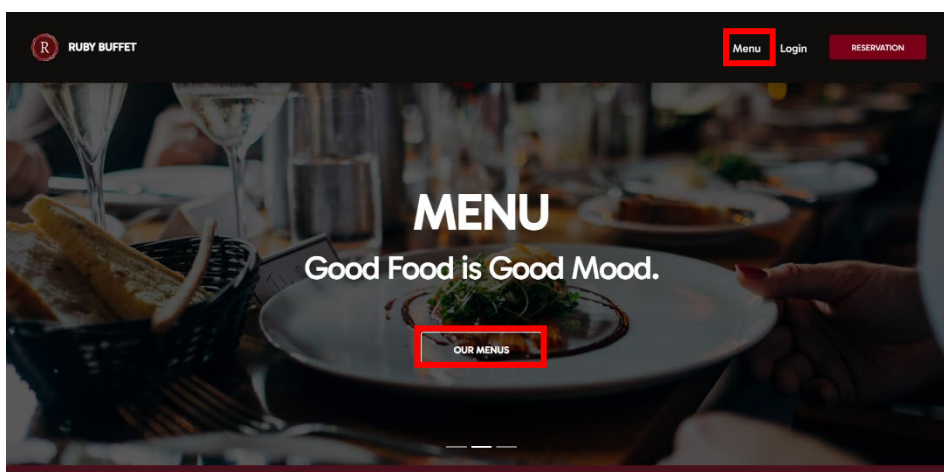 R RUBY BUFFET
Menu Login RESERVATION
MENU
Good Food is Good Mood.
OUR MENUS